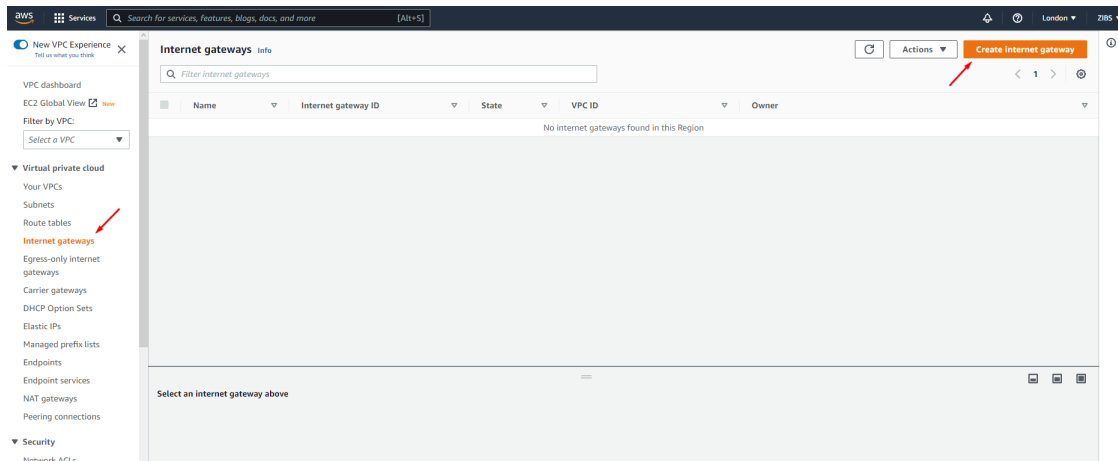 aws Services Search for services, features, blogs, docs, and more [Alt+S] London ZIBS
New VPC Experience
Tell us what you think
VPC dashboard
EC2 Global View New
Filter by VPC:
Select a VPC
Virtual private cloud
Your VPCs
Subnets
Route tables
Internet gateways
Egress-only internet
gateways
Carrier gateways
DHCP Option Sets
Elastic IPs
Managed prefix lists
Endpoints
Endpoint services
NAT gateways
Peering connections
Security
Network ACLs
Internet gateways Info
Actions
Create internet gateway
Filter internet gateways
1
Name Internet gateway ID State VPC ID Owner
No internet gateways found in this Region
Select an internet gateway above